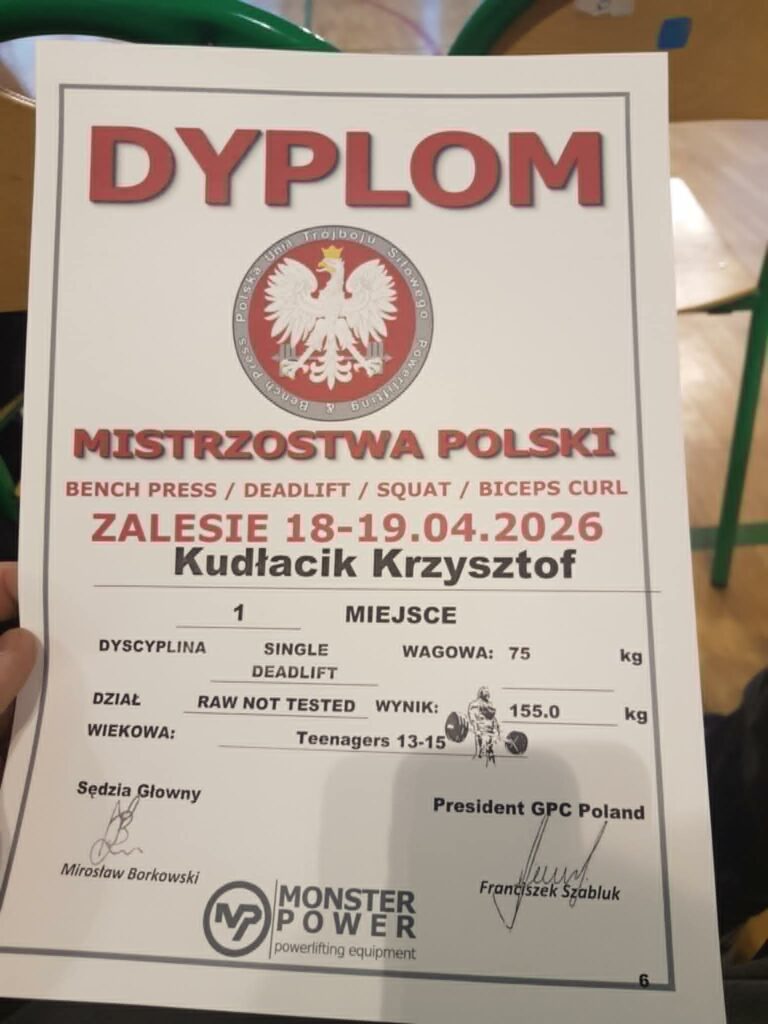 DYPLOM
Polska Unia Trójboju Siłowego
Bench Press & Powerlifting
MISTRZOSTWA POLSKI
BENCH PRESS / DEADLIFT / SQUAT / BICEPS CURL
ZALESIE 18-19.04.2026
Kudłacik Krzysztof
1 MIEJSCE
DYSCYPLINA SINGLE DEADLIFT WAGOWA: 75 kg
DZIAŁ RAW NOT TESTED WYNIK: 155.0 kg
WIEKOWA: Teenagers 13-15
Sędzia Głowny
President GPC Poland
Mirosław Borkowski
Franciszek Szabluk
MP MONSTER
POWER
powerlifting equipment
6